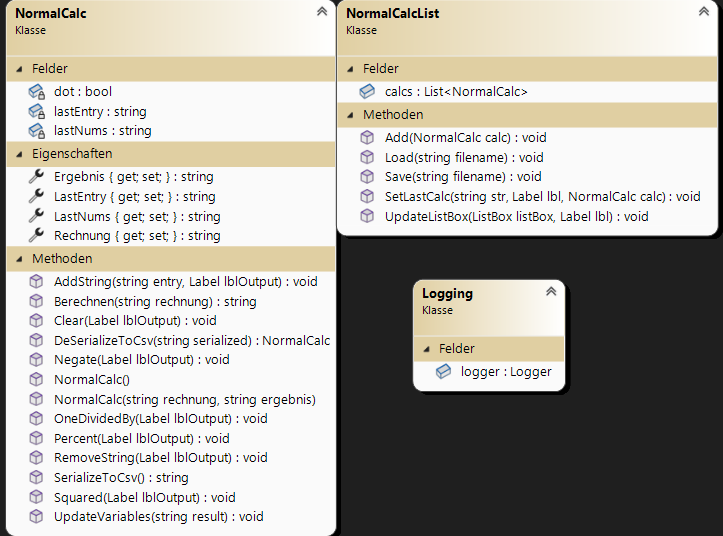 NormalCalc
Klasse
Felder
dot : bool
lastEntry : string
lastNums : string
Eigenschaften
Ergebnis { get; set; } : string
LastEntry { get; set; } : string
LastNums { get; set; } : string
Rechnung { get; set; } : string
Methoden
AddString(string entry, Label lblOutput) : void
Berechnen(string rechnung) : string
Clear(Label lblOutput) : void
DeSerializeToCsv(string serialized) : NormalCalc
Negate(Label lblOutput) : void
NormalCalc()
NormalCalc(string rechnung, string ergebnis)
OneDividedBy(Label lblOutput) : void
Percent(Label lblOutput) : void
RemoveString(Label lblOutput) : void
SerializeToCsv() : string
Squared(Label lblOutput) : void
UpdateVariables(string result) : void
NormalCalcList
Klasse
Felder
calcs : List<NormalCalc>
Methoden
Add(NormalCalc calc) : void
Load(string filename) : void
Save(string filename) : void
SetLastCalc(string str, Label lbl, NormalCalc calc) : void
UpdateListBox(ListBox listBox, Label lbl) : void
Logging
Klasse
Felder
logger : Logger